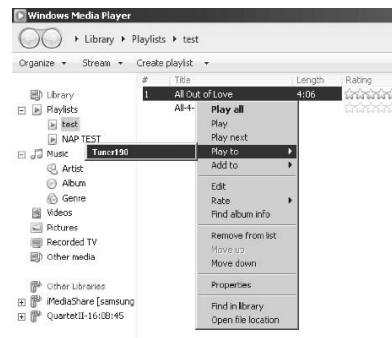 Windows Media Player
Library ▸ Playlists ▸ test
Organize Stream Create playlist
# Title Length Rating
1 All Out of Love 4:06
All-4-
Library
Playlists
test
NAP TEST
Music
Artist
Album
Genre
Videos
Pictures
Recorded TV
Other media
Other Libraries
iMediaShare [samsung
QuartetII-16:08:45
Tuner190
Play all
Play
Play next
Play to
Add to
Edit
Rate
Find album info
Remove from list
Move up
Move down
Properties
Find in library
Open file location